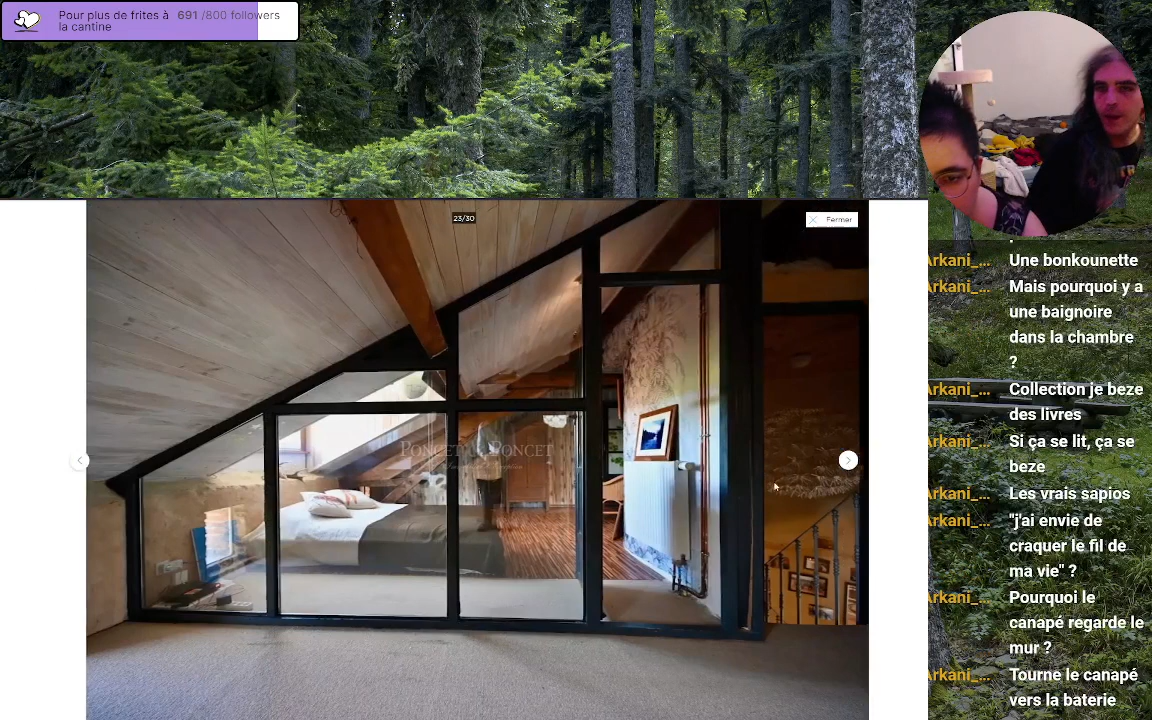 Pour plus de frites à 691 /800 followers
la cantine
23/30
Fermer
PONCET & PONCET
Arkani_... Une bonkounette
Arkani_... Mais pourquoi y a
une baignoire
dans la chambre
?
Arkani_... Collection je beze
des livres
Arkani_... Si ça se lit, ça se
beze
Arkani_... Les vrais sapios
Arkani_... "j'ai envie de
craquer le fil de
ma vie" ?
Arkani_... Pourquoi le
canapé regarde le
mur ?
Arkani_... Tourne le canapé
vers la baterie